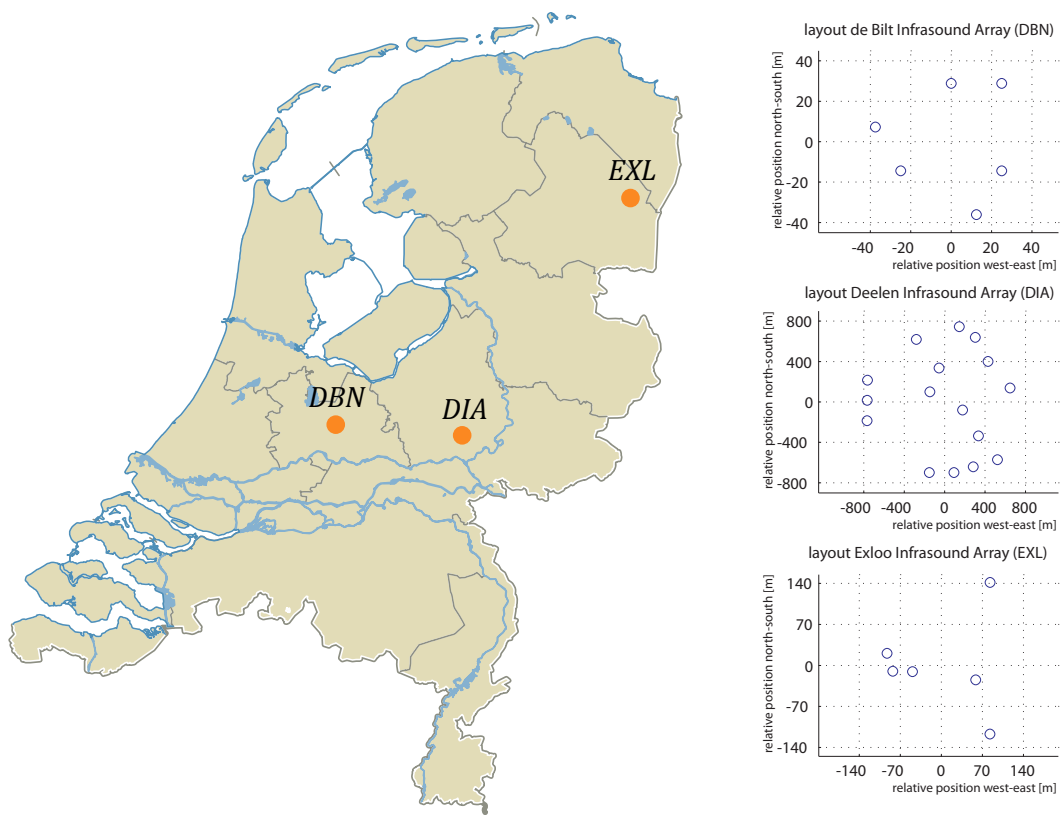 EXL
DBN
DIA
layout de Bilt Infrasound Array (DBN)
relative position north-south [m]
40
20
0
-20
-40
-40 -20 0 20 40
relative position west-east [m]
layout Deelen Infrasound Array (DIA)
relative position north-south [m]
800
400
0
-400
-800
-800 -400 0 400 800
relative position west-east [m]
layout Exloo Infrasound Array (EXL)
relative position north-south [m]
140
70
0
-70
-140
-140 -70 0 70 140
relative position west-east [m]